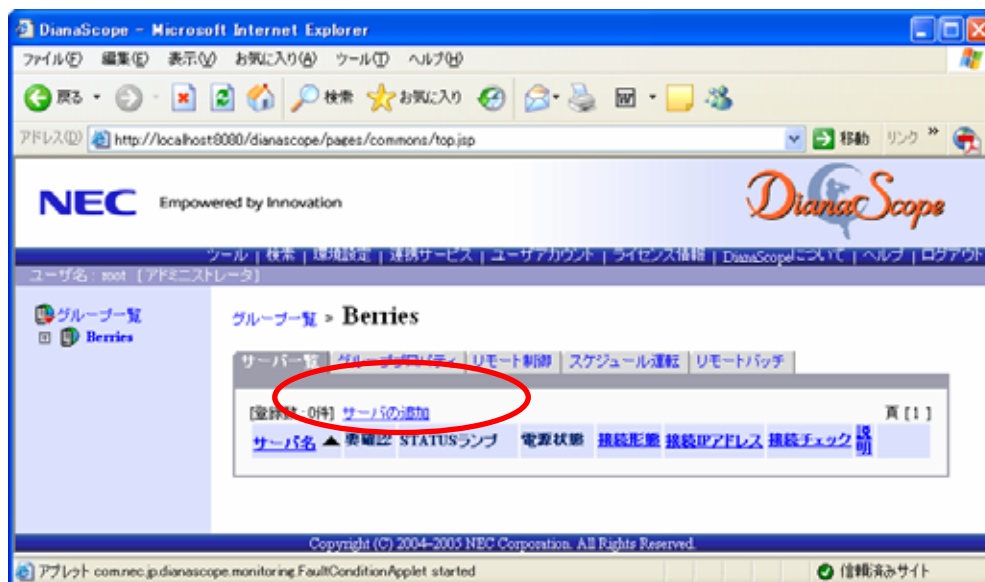 DianaScope - Microsoft Internet Explorer
ファイル(F) 編集(E) 表示(V) お気に入り(A) ツール(T) ヘルプ(H)
戻る 検索 お気に入り
アドレス(D) http://localhost:8080/dianascope/pages/commons/top.jsp 移動 リンク »
NEC Empowered by Innovation DianaScope
ツール | 検索 | 環境設定 | 連携サービス | ユーザアカウント | ライセンス情報 | DianaScopeについて | ヘルプ | ログアウト
ユーザ名 : root [アドミニストレータ]
グループ一覧
Berries
グループ一覧 > Berries
サーバ一覧 グループプロパティ リモート制御 スケジュール運転 リモートバッチ
[登録数 : 0件] サーバの追加 頁 [ 1 ]
サーバ名 ▲ 要確認 STATUSランプ 電源状態 接続形態 接続IPアドレス 接続チェック 説明
Copyright (C) 2004-2005 NEC Corporation. All Rights Reserved.
アプレット com.nec.jp.dianascope.monitoring.FaultConditionApplet started 信頼済みサイト